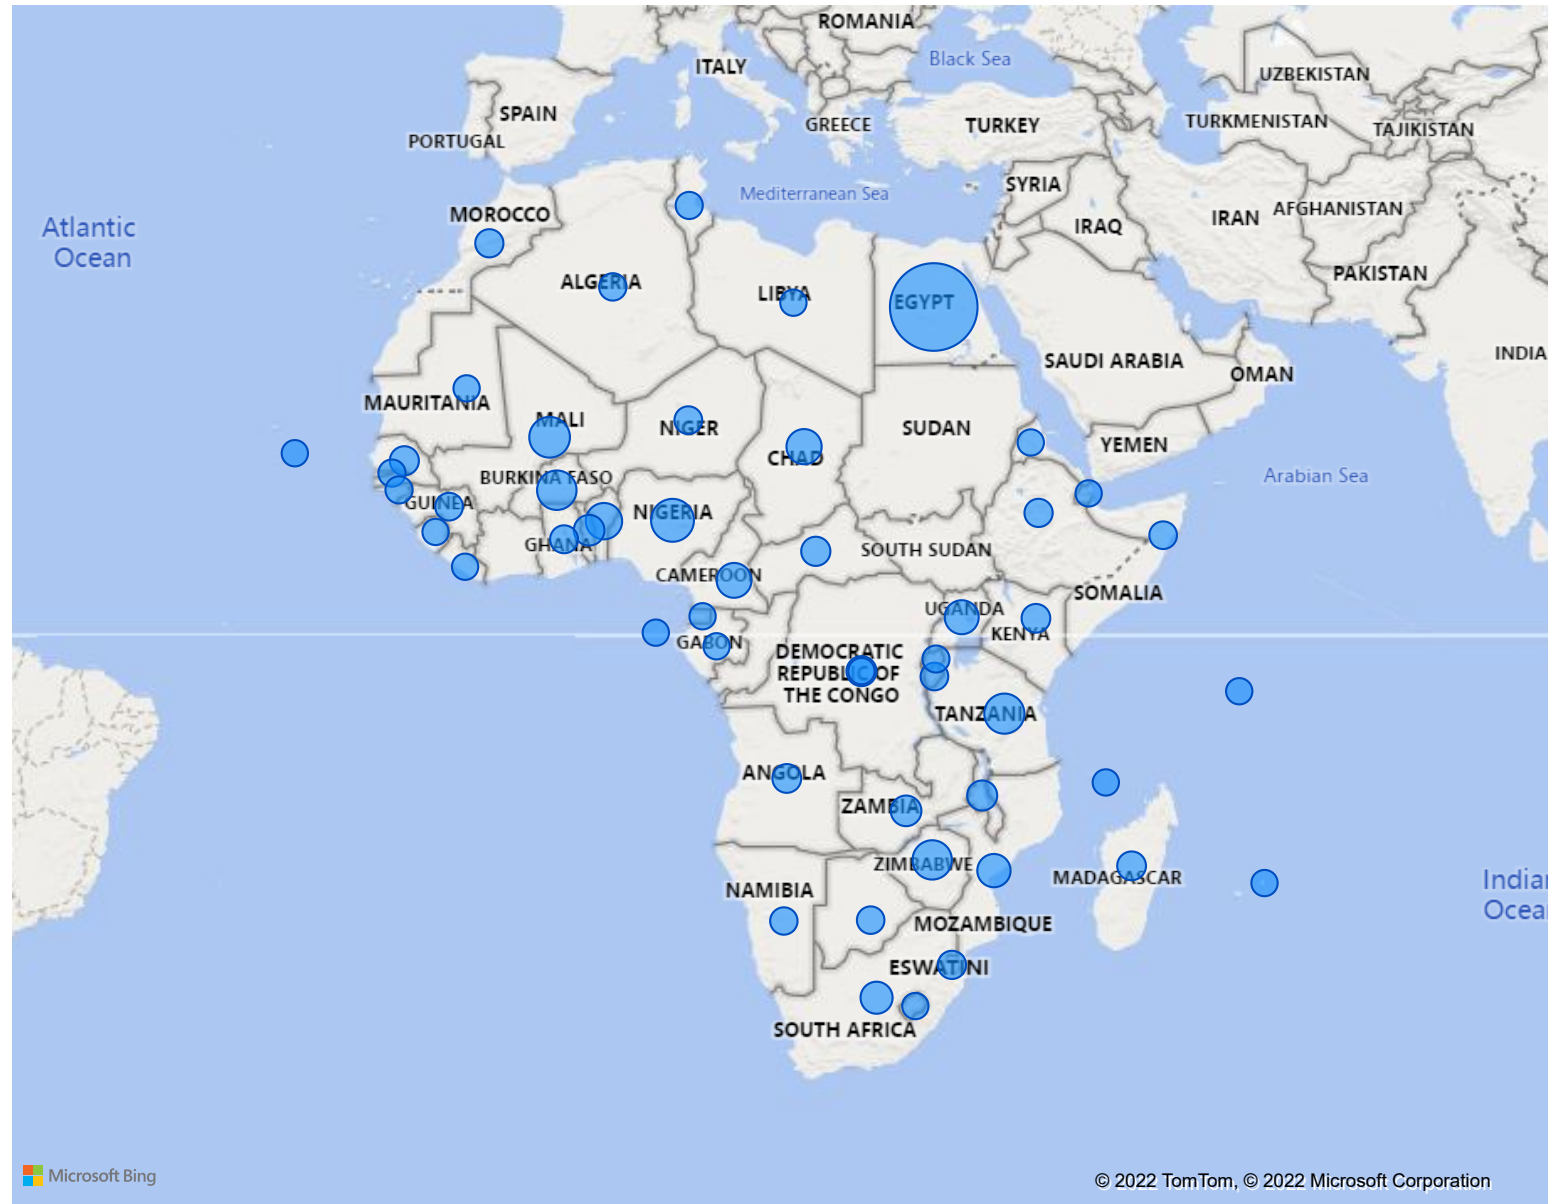 ROMANIA
Black Sea
ITALY
UZBEKISTAN
SPAIN
GREECE
TURKEY
TURKMENISTAN
TAJIKISTAN
PORTUGAL
SYRIA
Mediterranean Sea
MOROCCO
AFGHANISTAN
IRAN
IRAQ
Atlantic
Ocean
PAKISTAN
ALGERIA
LIBYA
EGYPT
INDIA
SAUDI ARABIA
OMAN
MAURITANIA
MALI
NIGER
SUDAN
YEMEN
CHAD
BURKINA FASO
Arabian Sea
GUINEA
NIGERIA
GHANA
SOUTH SUDAN
CAMEROON
SOMALIA
UGANDA
KENYA
GABON
DEMOCRATIC
REPUBLIC OF
THE CONGO
TANZANIA
ANGOLA
ZAMBIA
ZIMBABWE
MADAGASCAR
NAMIBIA
Indian
Ocea
MOZAMBIQUE
ESWATINI
SOUTH AFRICA
Microsoft Bing
© 2022 TomTom, © 2022 Microsoft Corporation